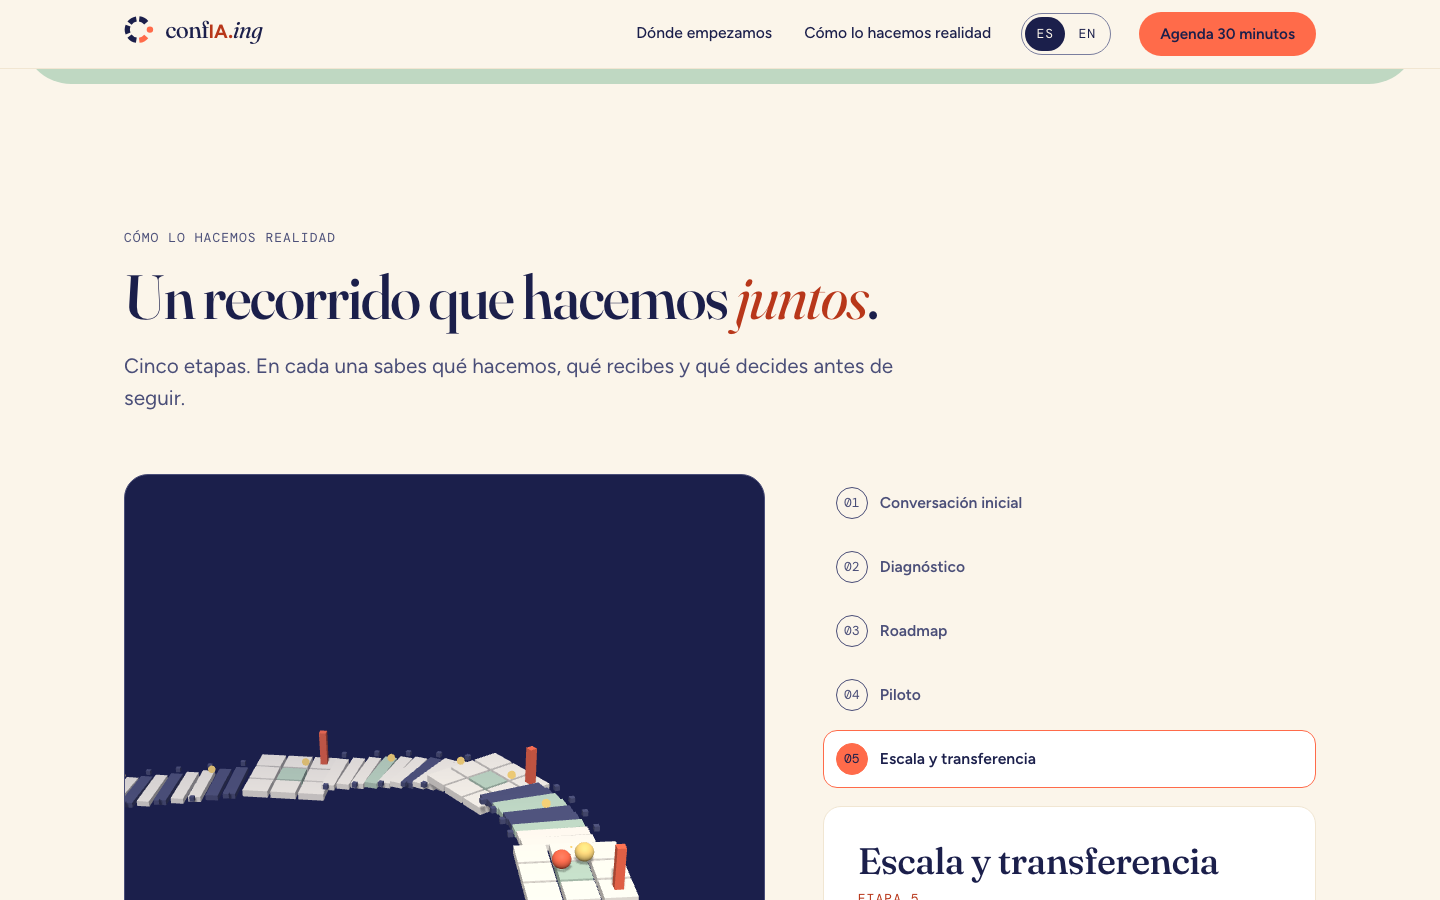 confIA.ing
Dónde empezamos
Cómo lo hacemos realidad
ES
EN
Agenda 30 minutos
CÓMO LO HACEMOS REALIDAD
Un recorrido que hacemos juntos.
Cinco etapas. En cada una sabes qué hacemos, qué recibes y qué decides antes de
seguir.
01 Conversación inicial
02 Diagnóstico
03 Roadmap
04 Piloto
05 Escala y transferencia
Escala y transferencia
ETAPA 5